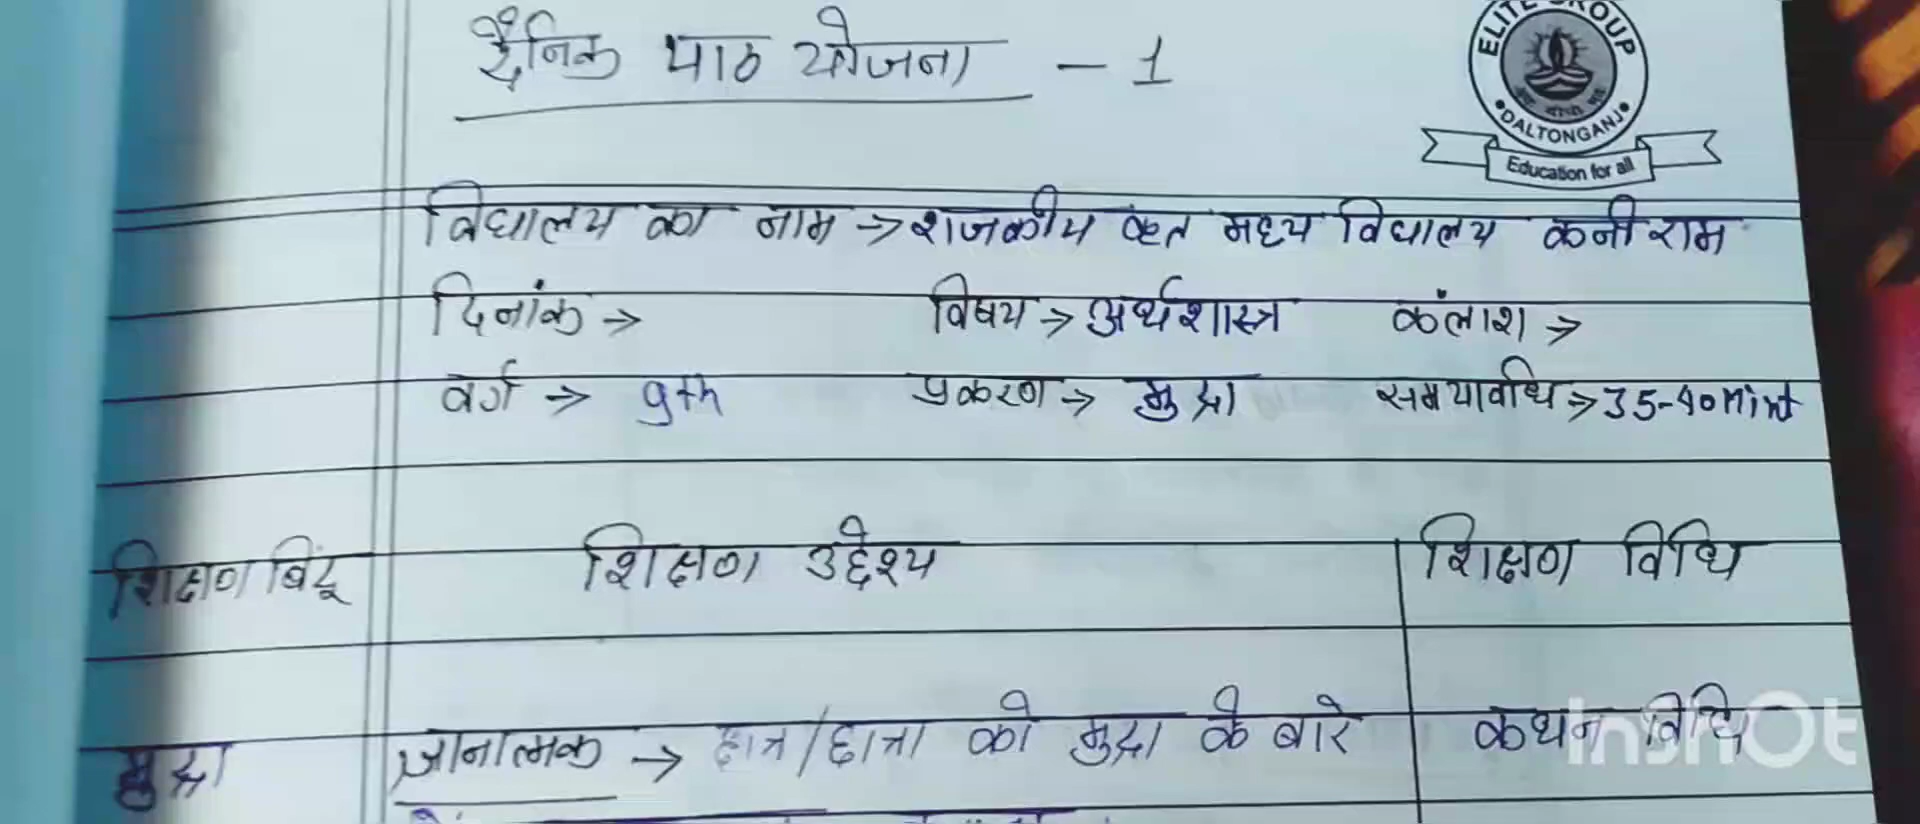 दैनिक पाठ योजना - 1
ELITE GROUP
DALTONGANJ
Education for all
विद्यालय का नाम → राजकीय कृत मध्य विद्यालय कनीराम
दिनांक → विषय → अर्थशास्त्र कंलाश →
वर्ग → 9th प्रकरण → मुद्रा समयावधि → 35-40 Mint
शिक्षण बिंदू शिक्षण उद्देश्य शिक्षण विधि
मुद्रा ज्ञानात्मक → छात्र/छात्रा को मुद्रा के बारे कथन विधि
InShOt